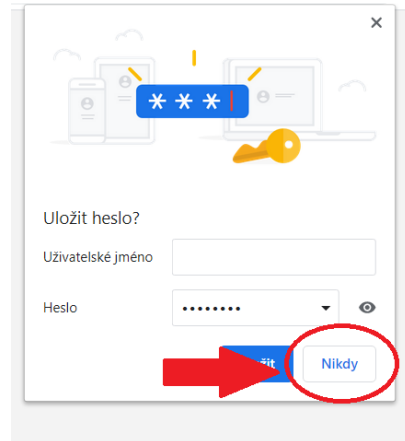 ***
Uložit heslo?
Uživatelské jméno
Heslo
••••••••
Nikdy